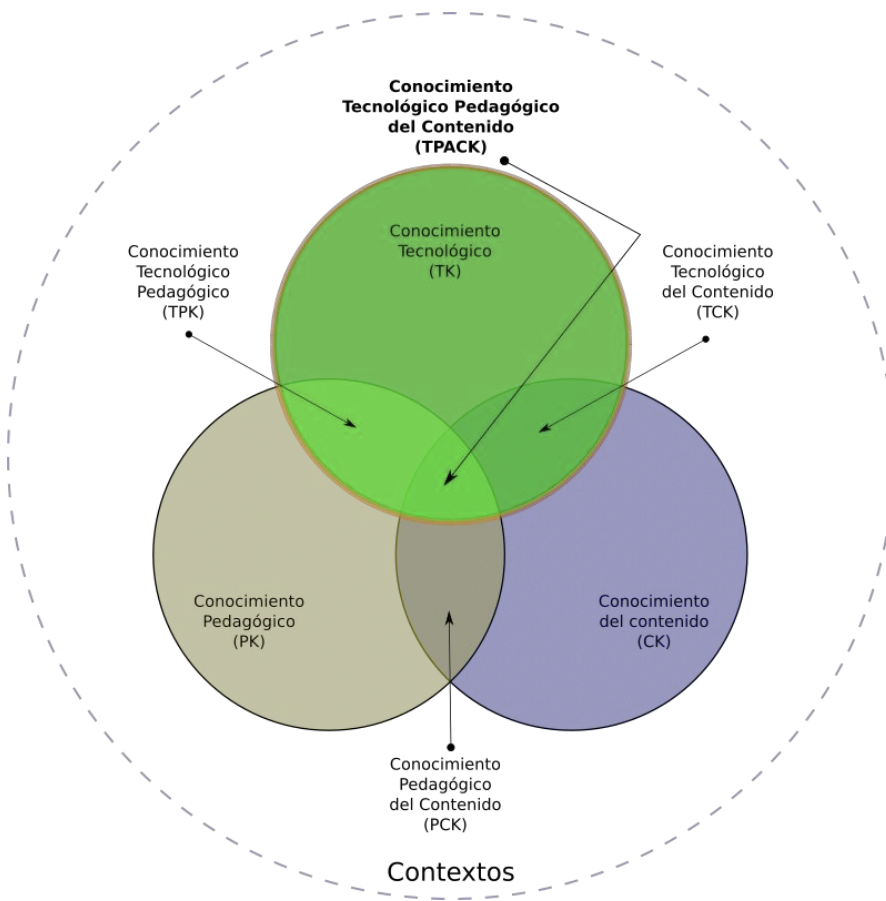 Conocimiento
Tecnológico Pedagógico
del Contenido
(TPACK)
Conocimiento
Tecnológico
(TK)
Conocimiento
Tecnológico
Pedagógico
(TPK)
Conocimiento
Tecnológico
del Contenido
(TCK)
Conocimiento
Pedagógico
(PK)
Conocimiento
del contenido
(CK)
Conocimiento
Pedagógico
del Contenido
(PCK)
Contextos